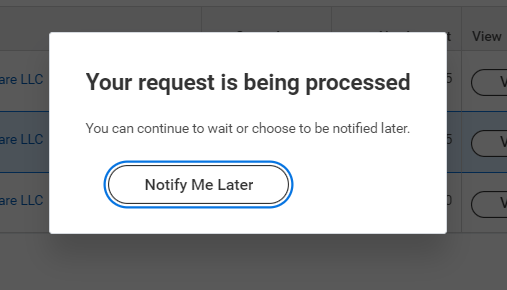 View
are LLC
Your request is being processed
You can continue to wait or choose to be notified later.
are LLC
Notify Me Later
are LLC